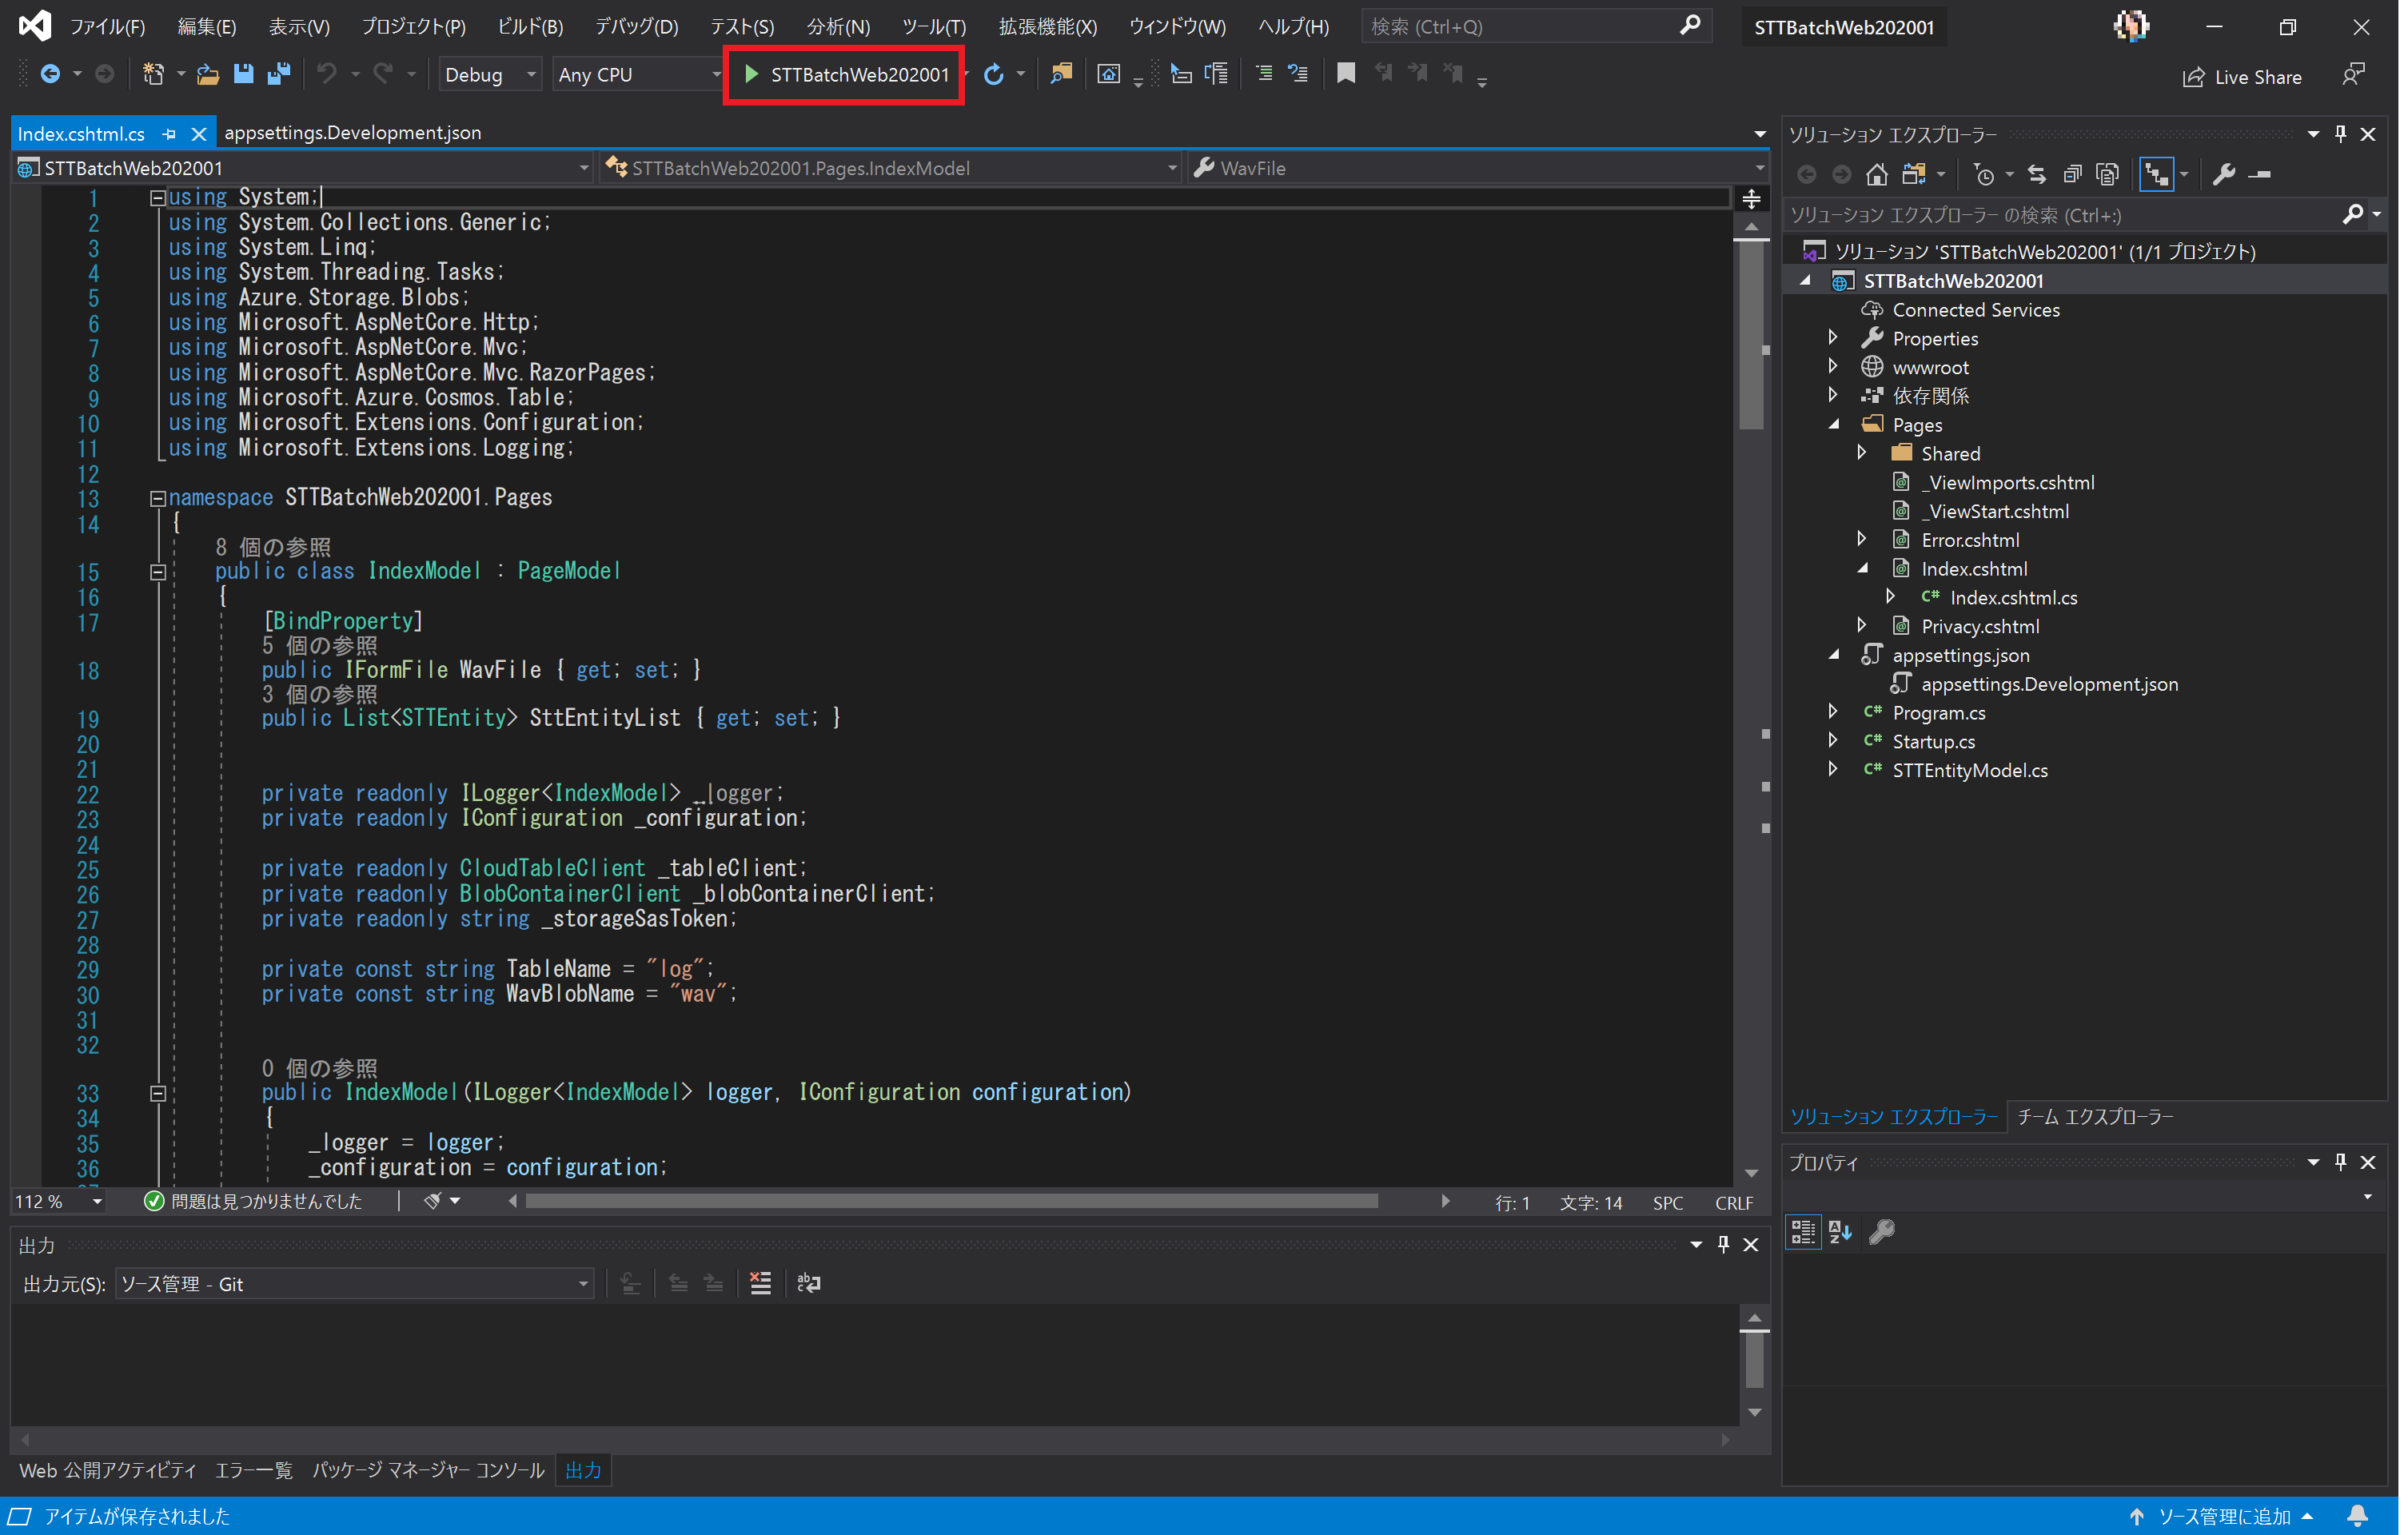 ファイル(F) 編集(E) 表示(V) プロジェクト(P) ビルド(B) デバッグ(D) テスト(S) 分析(N) ツール(T) 拡張機能(X) ウィンドウ(W) ヘルプ(H) 検索 (Ctrl+Q) STTBatchWeb202001
Debug Any CPU STTBatchWeb202001 Live Share
Index.cshtml.cs appsettings.Development.json
STTBatchWeb202001 STTBatchWeb202001.Pages.IndexModel WavFile
1 using System;
2 using System.Collections.Generic;
3 using System.Linq;
4 using System.Threading.Tasks;
5 using Azure.Storage.Blobs;
6 using Microsoft.AspNetCore.Http;
7 using Microsoft.AspNetCore.Mvc;
8 using Microsoft.AspNetCore.Mvc.RazorPages;
9 using Microsoft.Azure.Cosmos.Table;
10 using Microsoft.Extensions.Configuration;
11 using Microsoft.Extensions.Logging;
12
13 namespace STTBatchWeb202001.Pages
14 {
8 個の参照
15 public class IndexModel : PageModel
16 {
17 [BindProperty]
5 個の参照
18 public IFormFile WavFile { get; set; }
3 個の参照
19 public List<STTEntity> SttEntityList { get; set; }
20
21
22 private readonly ILogger<IndexModel> _logger;
23 private readonly IConfiguration _configuration;
24
25 private readonly CloudTableClient _tableClient;
26 private readonly BlobContainerClient _blobContainerClient;
27 private readonly string _storageSasToken;
28
29 private const string TableName = "log";
30 private const string WavBlobName = "wav";
31
32
0 個の参照
33 public IndexModel(ILogger<IndexModel> logger, IConfiguration configuration)
34 {
35 _logger = logger;
36 _configuration = configuration;
112 % 問題は見つかりませんでした 行: 1 文字: 14 SPC CRLF
出力
出力元(S): ソース管理 - Git
Web 公開アクティビティ エラー一覧 パッケージ マネージャー コンソール 出力
ソリューション エクスプローラー
ソリューション エクスプローラー の検索 (Ctrl+:)
ソリューション 'STTBatchWeb202001' (1/1 プロジェクト)
STTBatchWeb202001
Connected Services
Properties
wwwroot
依存関係
Pages
Shared
_ViewImports.cshtml
_ViewStart.cshtml
Error.cshtml
Index.cshtml
C# Index.cshtml.cs
Privacy.cshtml
appsettings.json
appsettings.Development.json
C# Program.cs
C# Startup.cs
C# STTEntityModel.cs
ソリューション エクスプローラー チーム エクスプローラー
プロパティ
アイテムが保存されました ソース管理に追加